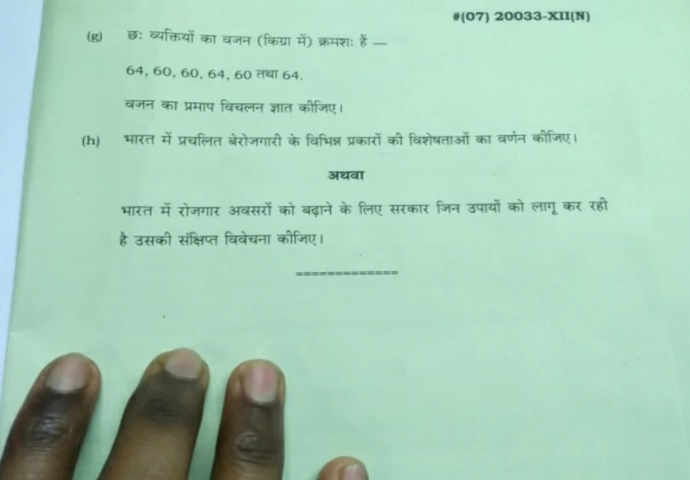 #(07) 20033-XII(N)
(g) छः व्यक्तियों का वजन (किग्रा में) क्रमशः हैं —
64, 60, 60, 64, 60 तथा 64.
वजन का प्रमाप विचलन ज्ञात कीजिए।
(h) भारत में प्रचलित बेरोजगारी के विभिन्न प्रकारों की विशेषताओं का वर्णन कीजिए।
अथवा
भारत में रोजगार अवसरों को बढ़ाने के लिए सरकार जिन उपायों को लागू कर रही
है उसकी संक्षिप्त विवेचना कीजिए।